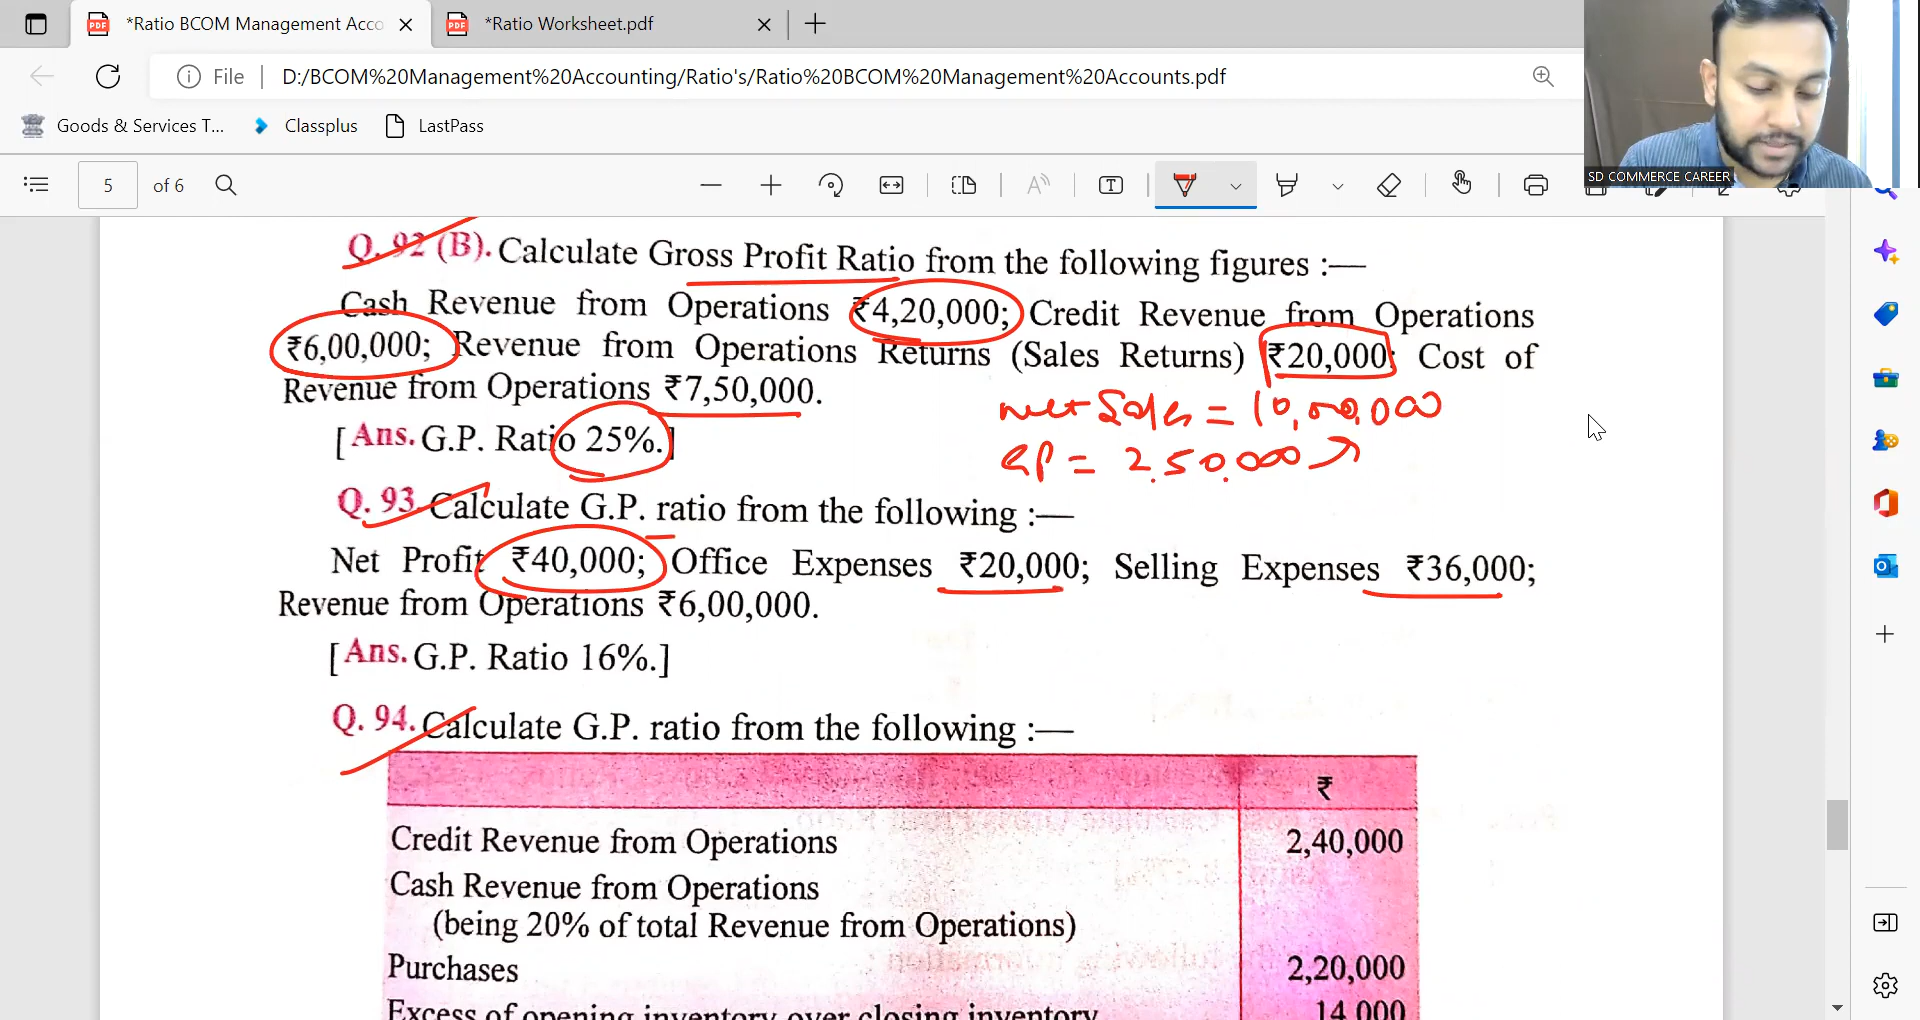 *Ratio BCOM Management Acco
*Ratio Worksheet.pdf
File
D:/BCOM%20Management%20Accounting/Ratio's/Ratio%20BCOM%20Management%20Accounts.pdf
Goods & Services T...
Classplus
LastPass
5 of 6
SD COMMERCE CAREER
Q. 92 (B). Calculate Gross Profit Ratio from the following figures :—
Cash Revenue from Operations ₹4,20,000; Credit Revenue from Operations
₹6,00,000; Revenue from Operations Returns (Sales Returns) ₹20,000; Cost of
Revenue from Operations ₹7,50,000.
Net Sales = 10,00,000
[Ans. G.P. Ratio 25%.]
GP = 2,50,000
Q. 93. Calculate G.P. ratio from the following :—
Net Profit ₹40,000; Office Expenses ₹20,000; Selling Expenses ₹36,000;
Revenue from Operations ₹6,00,000.
[Ans. G.P. Ratio 16%.]
Q. 94. Calculate G.P. ratio from the following :—
₹
Credit Revenue from Operations 2,40,000
Cash Revenue from Operations
(being 20% of total Revenue from Operations)
Purchases 2,20,000
Excess of opening inventory over closing inventory 14,000